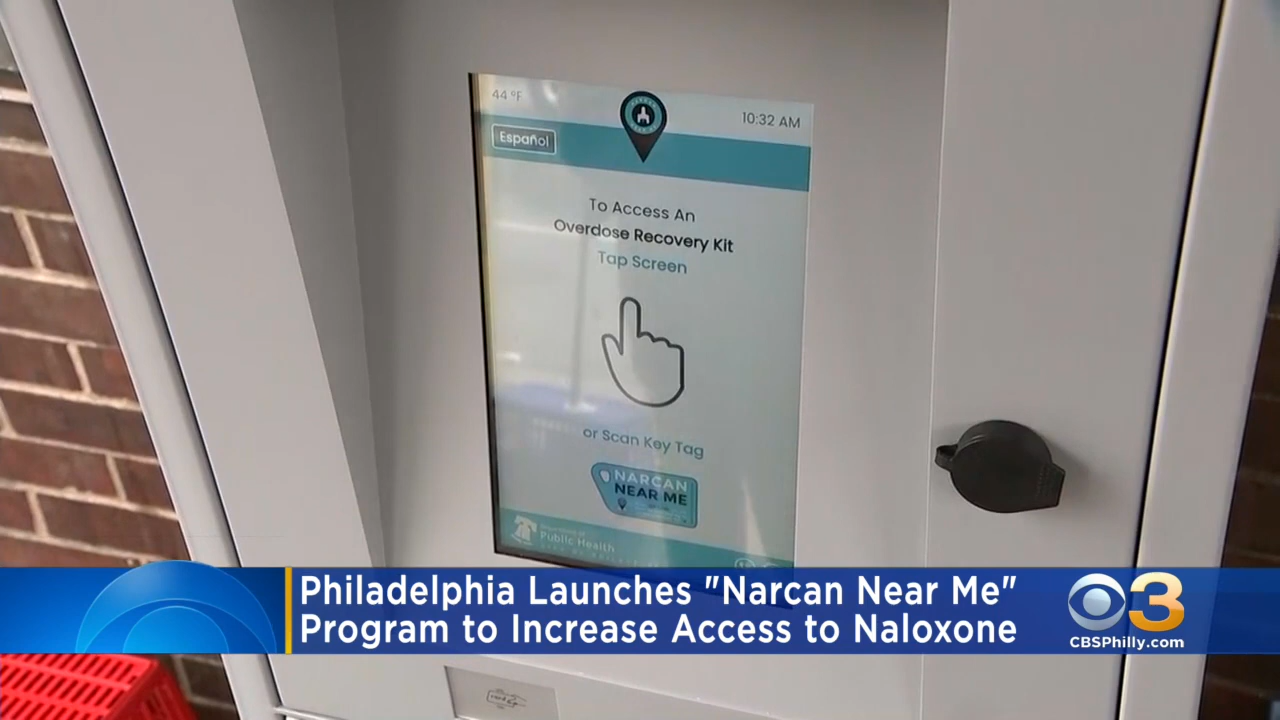 44 °F
10:32 AM
Español
To Access An
Overdose Recovery Kit
Tap Screen
or Scan Key Tag
NARCAN
NEAR ME
Public Health
Philadelphia Launches "Narcan Near Me"
Program to Increase Access to Naloxone
3
CBSPhilly.com